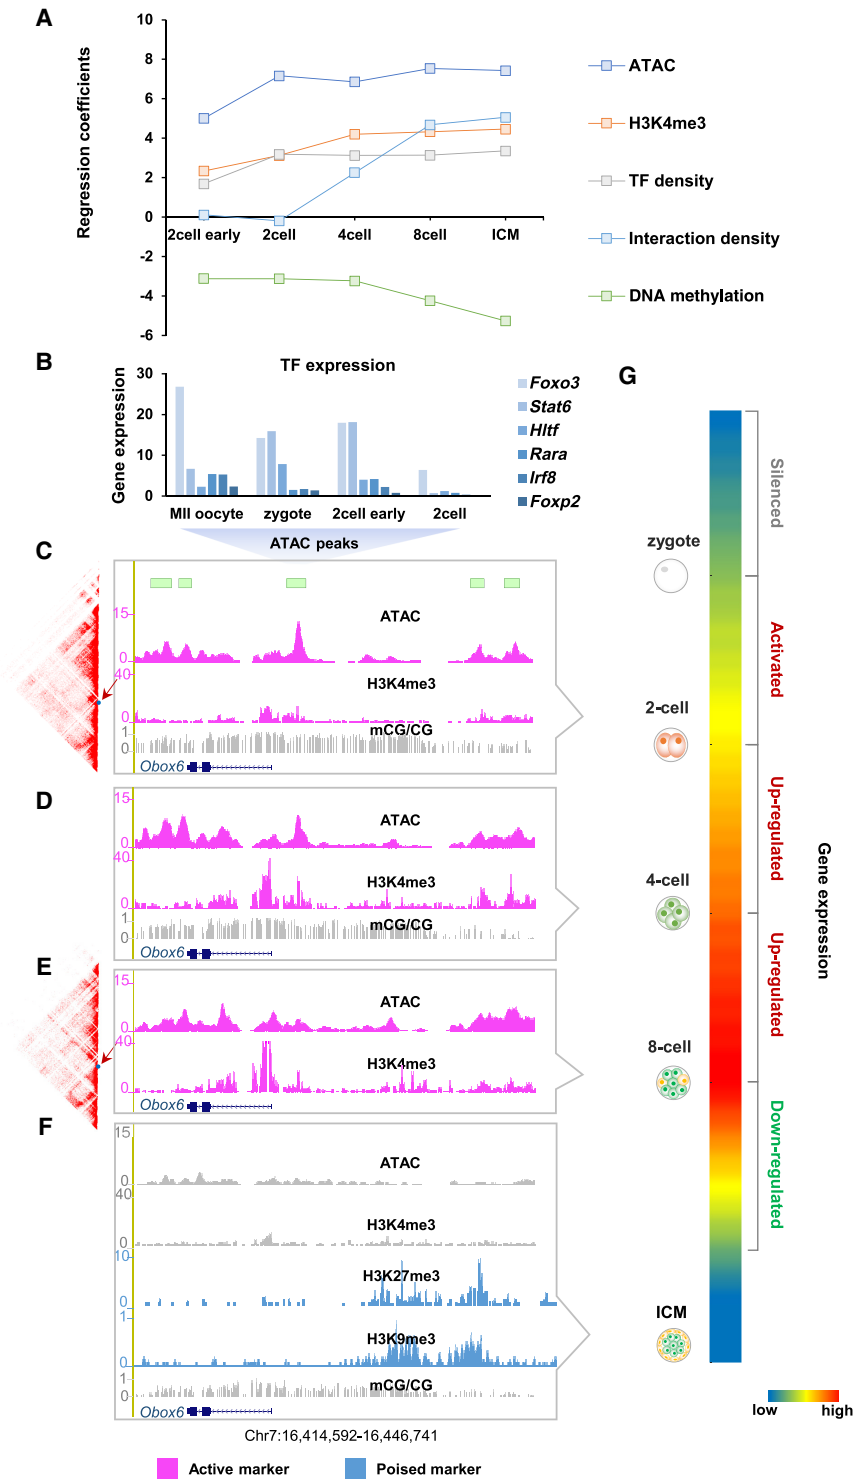 A
Regression coefficients
10
8
6
4
2
0
-2
-4
-6
2cell early
2cell
4cell
8cell
ICM
ATAC
H3K4me3
TF density
Interaction density
DNA methylation
B
TF expression
Gene expression
30
20
10
0
MII oocyte
zygote
2cell early
2cell
Foxo3
Stat6
Hltf
Rara
Irf8
Foxp2
ATAC peaks
C
15
ATAC
0
40
H3K4me3
0
mCG/CG
1
0
Obox6
D
15
ATAC
0
40
H3K4me3
0
mCG/CG
1
0
Obox6
E
15
ATAC
0
40
H3K4me3
0
Obox6
F
15
ATAC
0
40
H3K4me3
0
10
H3K27me3
0
1
H3K9me3
0
1
mCG/CG
0
Obox6
Chr7:16,414,592-16,446,741
Active marker
Poised marker
G
zygote
2-cell
4-cell
8-cell
ICM
Silenced
Activated
Up-regulated
Up-regulated
Down-regulated
Gene expression
low
high